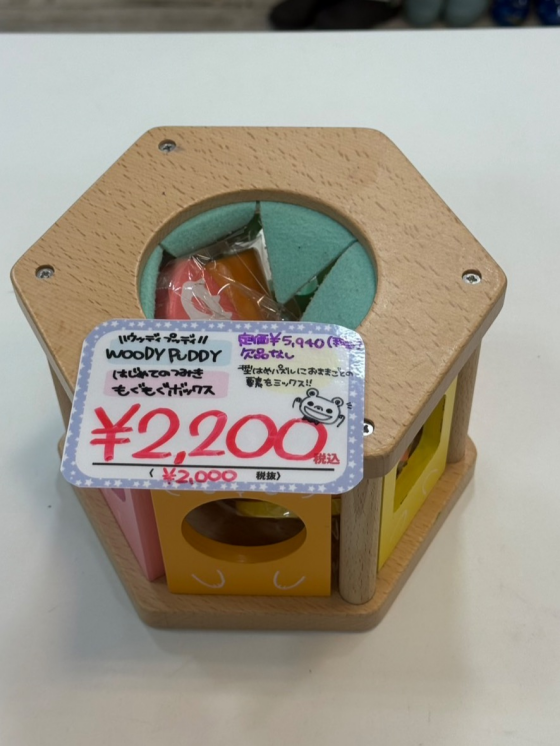 ウッディプッディ
WOODY PUDDY
はじめてのつみき
もぐもぐボックス
定価¥5,940
欠品なし
型はめパズルにおままごとの
要素もミックス!!
¥2,200 税込
( ¥2,000 税抜)